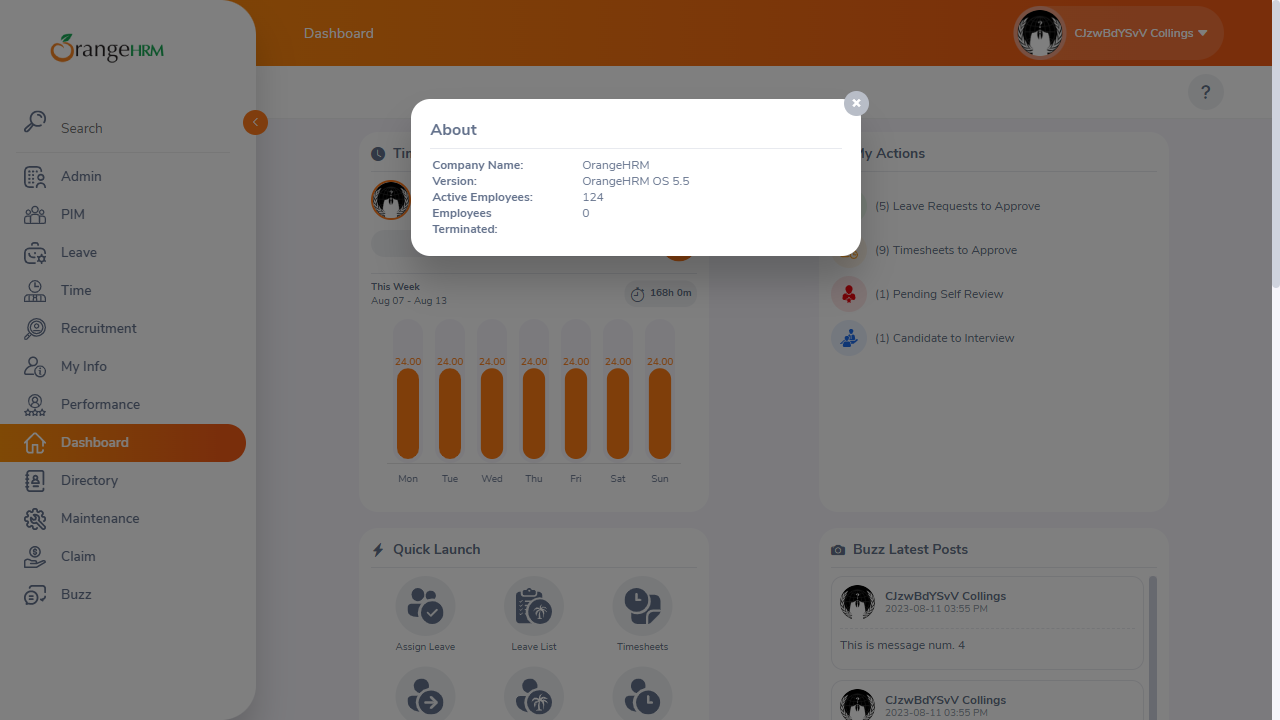 OrangeHRM
Dashboard
CJzwBdYSvV Collings
Search
Admin
PIM
Leave
Time
Recruitment
My Info
Performance
Dashboard
Directory
Maintenance
Claim
Buzz
?
About
Company Name: OrangeHRM
Version: OrangeHRM OS 5.5
Active Employees: 124
Employees 0
Terminated:
This Week
Aug 07 - Aug 13
168h 0m
24.00 24.00 24.00 24.00 24.00 24.00 24.00
Mon Tue Wed Thu Fri Sat Sun
My Actions
(5) Leave Requests to Approve
(9) Timesheets to Approve
(1) Pending Self Review
(1) Candidate to Interview
Quick Launch
Assign Leave
Leave List
Timesheets
Buzz Latest Posts
CJzwBdYSvV Collings
2023-08-11 03:55 PM
This is message num. 4
CJzwBdYSvV Collings
2023-08-11 03:55 PM